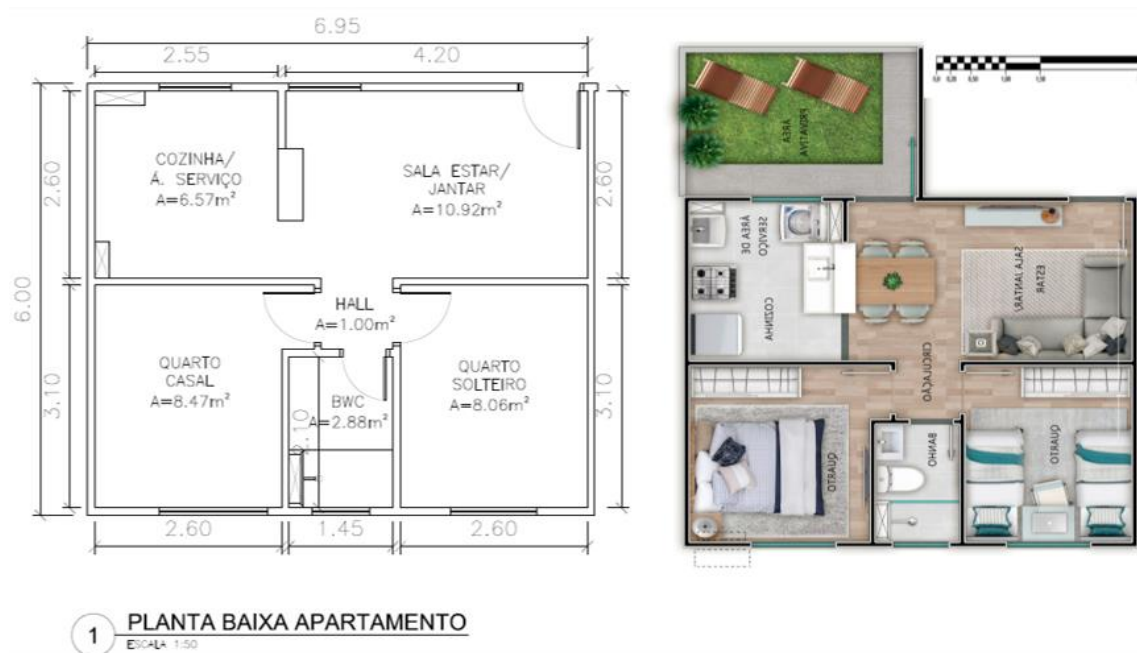 6.95
2.55
4.20
2.60
2.60
6.00
COZINHA/
Á. SERVIÇO
A=6.57m²
SALA ESTAR/
JANTAR
A=10.92m²
HALL
A=1.00m²
QUARTO
CASAL
A=8.47m²
BWC
A=2.88m²
QUARTO
SOLTEIRO
A=8.06m²
3.10
2.10
3.10
2.60
1.45
2.60
1
PLANTA BAIXA APARTAMENTO
ESCALA 1:50
ÁREA
PRIVATIVA
ÁREA DE
SERVIÇO
COZINHA
SALA JANTAR/
ESTAR
CIRCULAÇÃO
QUARTO
BANHO
QUARTO